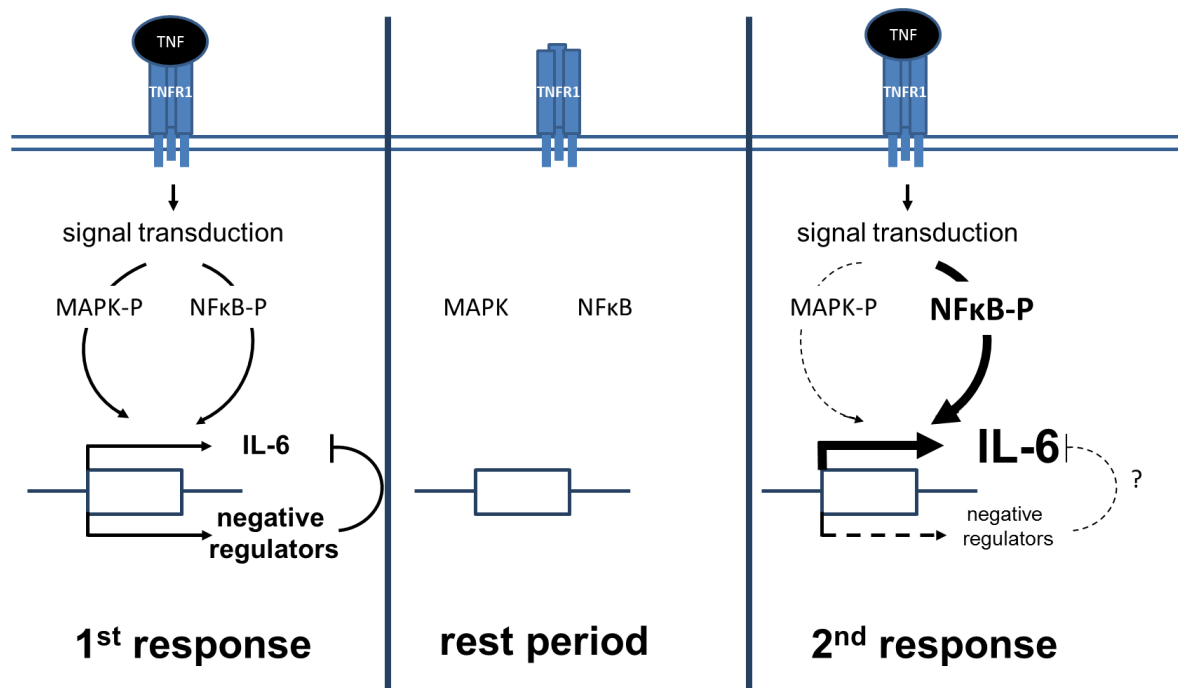 TNF
TNFR1
signal transduction
MAPK-P NFκB-P
IL-6
negative
regulators
1st response
TNFR1
MAPK NFκB
rest period
TNF
TNFR1
signal transduction
MAPK-P NFκB-P
IL-6
?
negative
regulators
2nd response